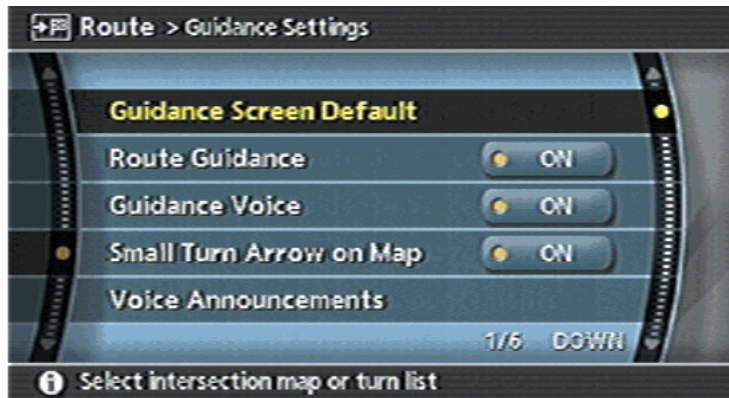 Route > Guidance Settings
Guidance Screen Default
Route Guidance ON
Guidance Voice ON
Small Turn Arrow on Map ON
Voice Announcements
1/6 DOWN
Select intersection map or turn list